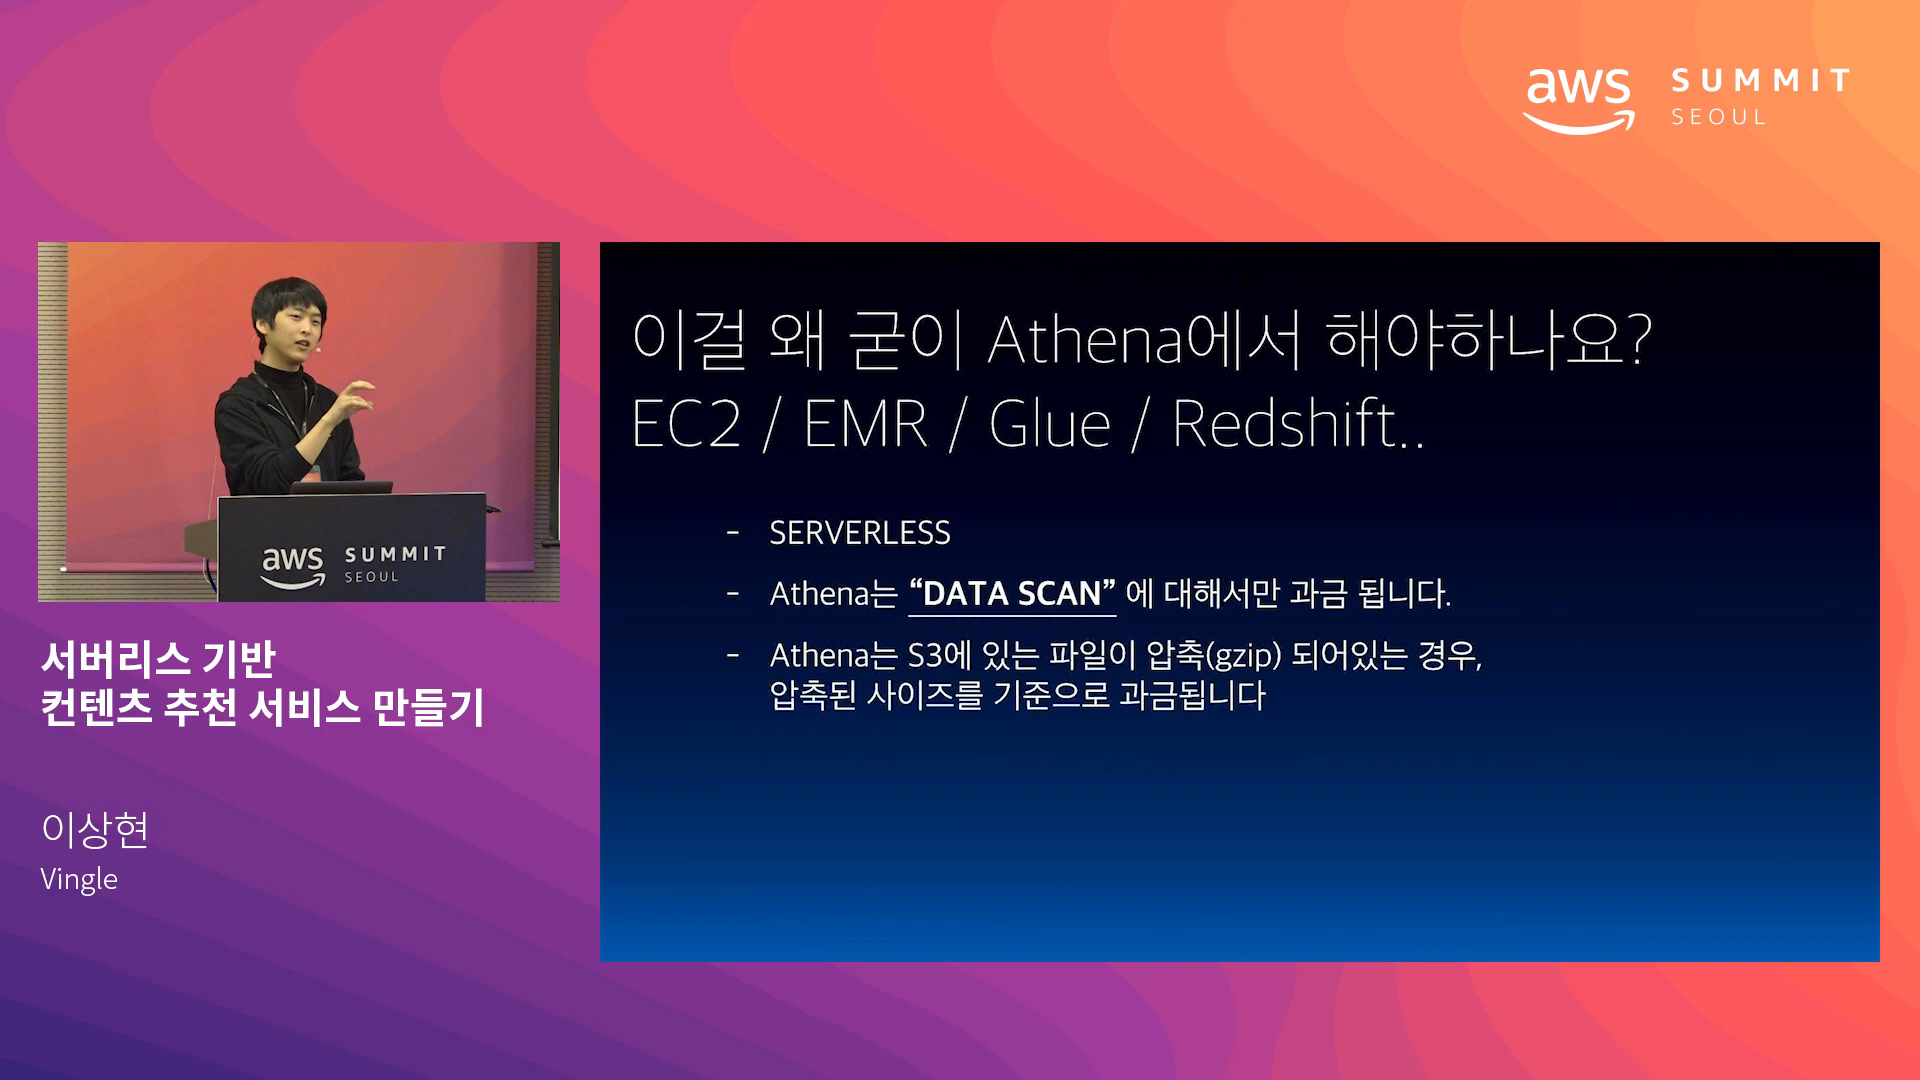 aws SUMMIT
SEOUL
aws SUMMIT
SEOUL
서버리스 기반
컨텐츠 추천 서비스 만들기
이상현
Vingle
이걸 왜 굳이 Athena에서 해야하나요?
EC2 / EMR / Glue / Redshift..
- SERVERLESS
- Athena는 “DATA SCAN” 에 대해서만 과금 됩니다.
- Athena는 S3에 있는 파일이 압축(gzip) 되어있는 경우,
압축된 사이즈를 기준으로 과금됩니다